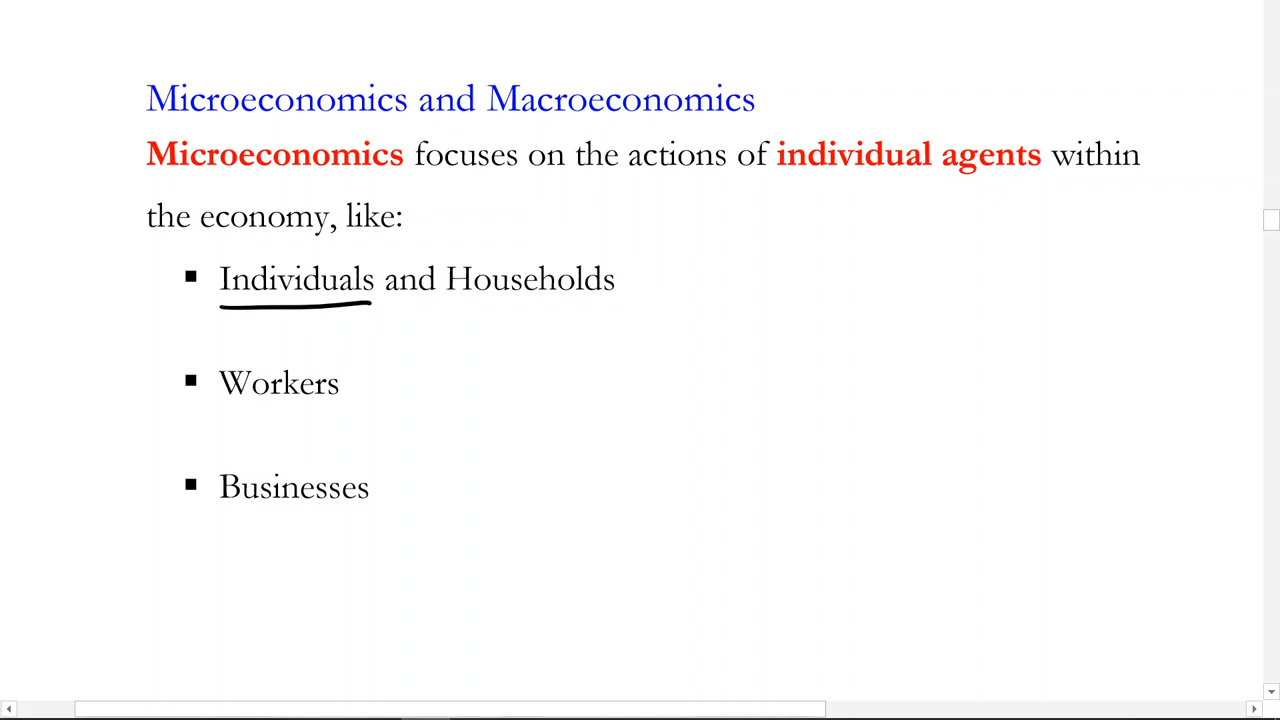 Microeconomics and Macroeconomics
Microeconomics focuses on the actions of individual agents within
the economy, like:
▪ Individuals and Households
▪ Workers
▪ Businesses